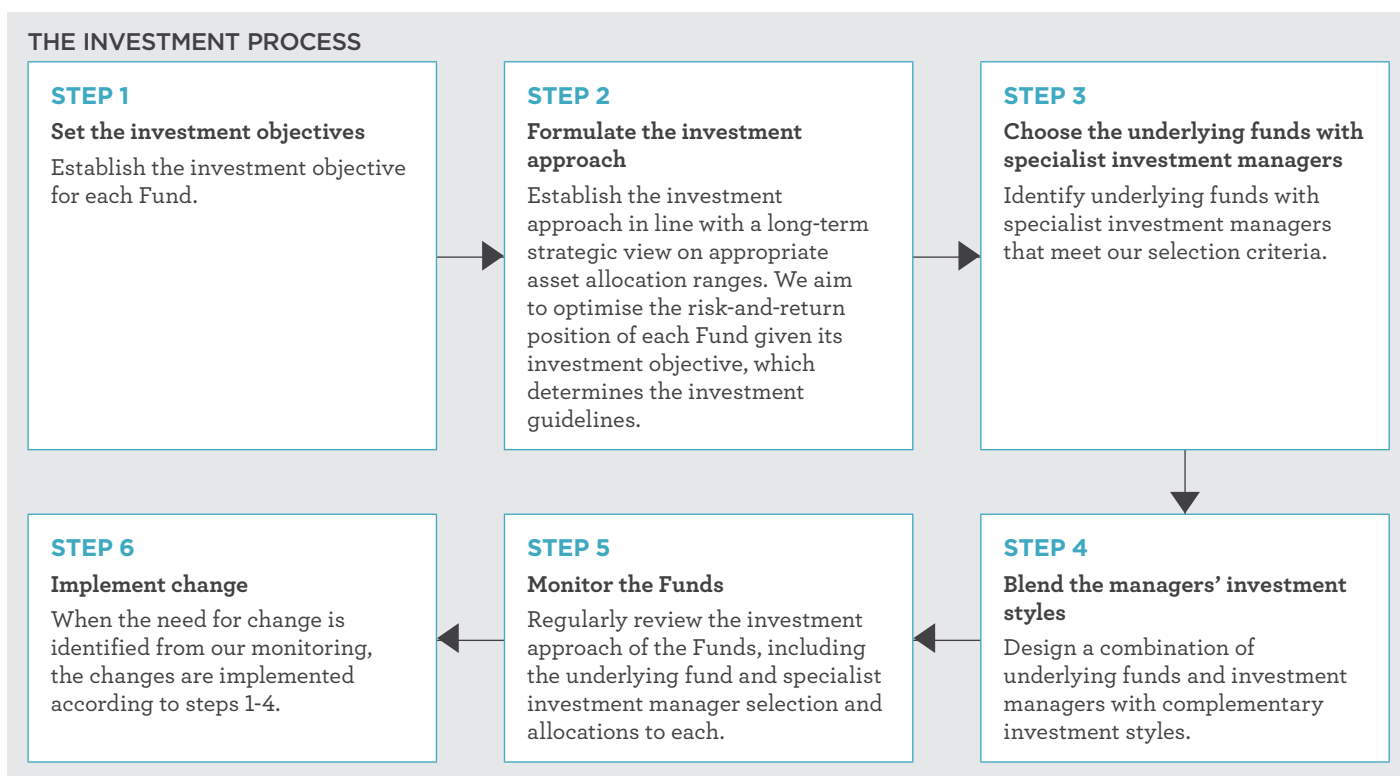 THE INVESTMENT PROCESS
STEP 1
Set the investment objectives
Establish the investment objective
for each Fund.
STEP 2
Formulate the investment
approach
Establish the investment
approach in line with a long-term
strategic view on appropriate
asset allocation ranges. We aim
to optimise the risk-and-return
position of each Fund given its
investment objective, which
determines the investment
guidelines.
STEP 3
Choose the underlying funds with
specialist investment managers
Identify underlying funds with
specialist investment managers
that meet our selection criteria.
STEP 4
Blend the managers’ investment
styles
Design a combination of
underlying funds and investment
managers with complementary
investment styles.
STEP 5
Monitor the Funds
Regularly review the investment
approach of the Funds, including
the underlying fund and specialist
investment manager selection and
allocations to each.
STEP 6
Implement change
When the need for change is
identified from our monitoring,
the changes are implemented
according to steps 1-4.